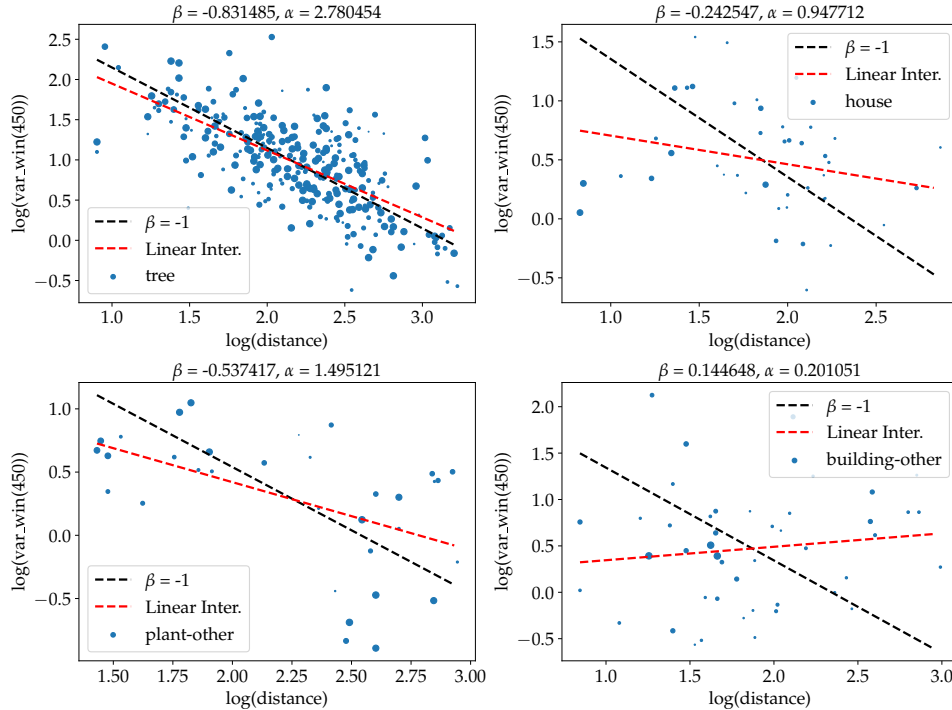 β = -0.831485, α = 2.780454
log(var_win(450))
2.5
2.0
1.5
1.0
0.5
0.0
−0.5
β = -1
Linear Inter.
tree
1.0 1.5 2.0 2.5 3.0
log(distance)
β = -0.242547, α = 0.947712
log(var_win(450))
1.5
1.0
0.5
0.0
−0.5
β = -1
Linear Inter.
house
1.0 1.5 2.0 2.5
log(distance)
β = -0.537417, α = 1.495121
log(var_win(450))
1.0
0.5
0.0
−0.5
β = -1
Linear Inter.
plant-other
1.50 1.75 2.00 2.25 2.50 2.75 3.00
log(distance)
β = 0.144648, α = 0.201051
log(var_win(450))
2.0
1.5
1.0
0.5
0.0
−0.5
β = -1
Linear Inter.
building-other
1.0 1.5 2.0 2.5 3.0
log(distance)